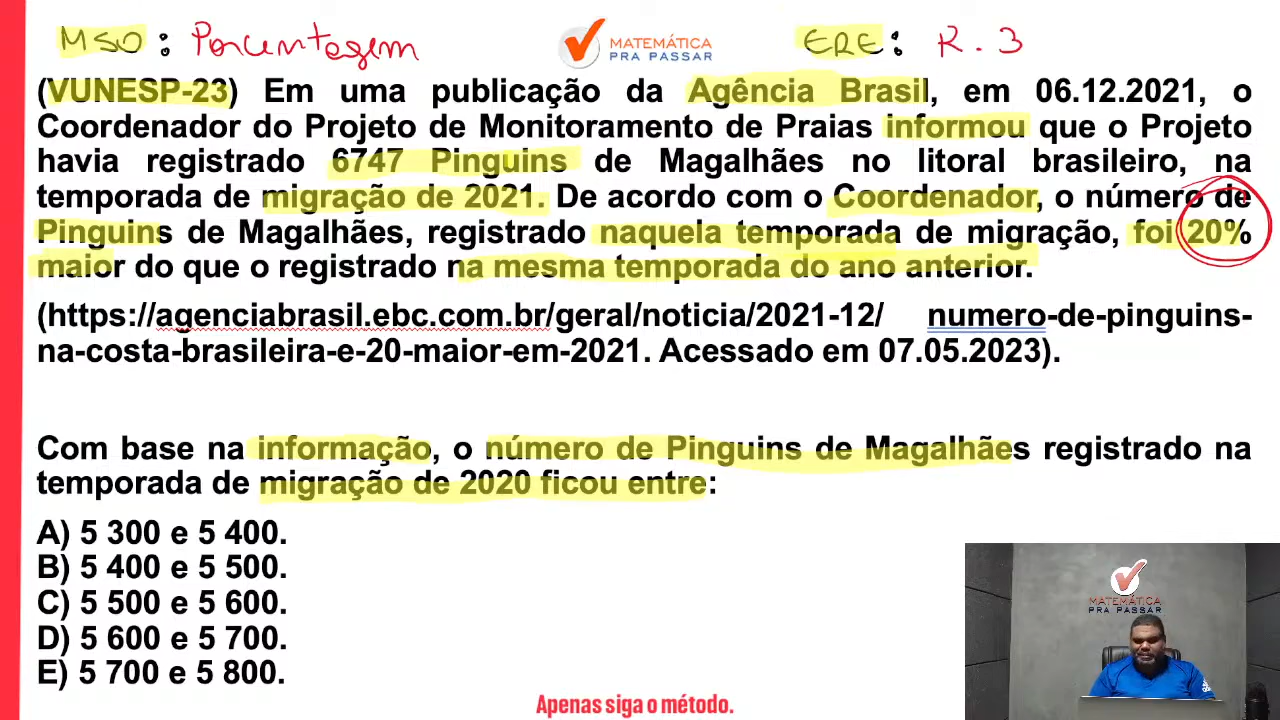 MSO : Porcentagem
MATEMÁTICA
PRA PASSAR
ERE : R. 3
(VUNESP-23) Em uma publicação da Agência Brasil, em 06.12.2021, o
Coordenador do Projeto de Monitoramento de Praias informou que o Projeto
havia registrado 6747 Pinguins de Magalhães no litoral brasileiro, na
temporada de migração de 2021. De acordo com o Coordenador, o número de
Pinguins de Magalhães, registrado naquela temporada de migração, foi 20%
maior do que o registrado na mesma temporada do ano anterior.
(https://agenciabrasil.ebc.com.br/geral/noticia/2021-12/ numero-de-pinguins-
na-costa-brasileira-e-20-maior-em-2021. Acessado em 07.05.2023).
Com base na informação, o número de Pinguins de Magalhães registrado na
temporada de migração de 2020 ficou entre:
A) 5 300 e 5 400.
B) 5 400 e 5 500.
C) 5 500 e 5 600.
D) 5 600 e 5 700.
E) 5 700 e 5 800.
MATEMÁTICA
PRA PASSAR
Apenas siga o método.